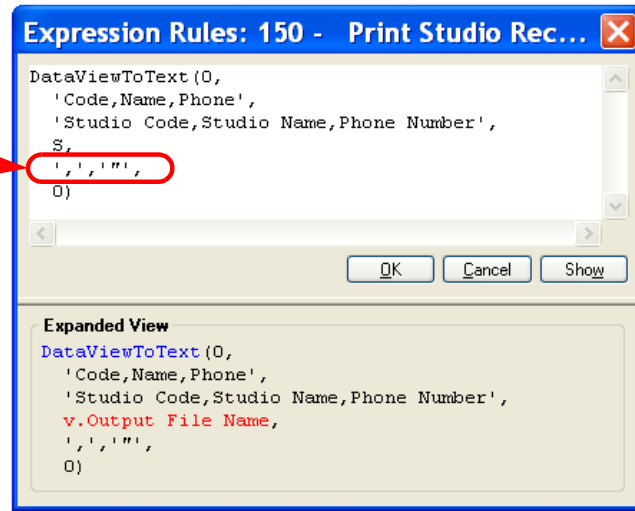 Expression Rules: 150 -   Print Studio Rec...
DataViewToText(0,
'Code,Name,Phone',
'Studio Code,Studio Name,Phone Number',
S,
',','"',
0)
OK Cancel Show
Expanded View
DataViewToText(0,
'Code,Name,Phone',
'Studio Code,Studio Name,Phone Number',
v.Output File Name,
',','"',
0)